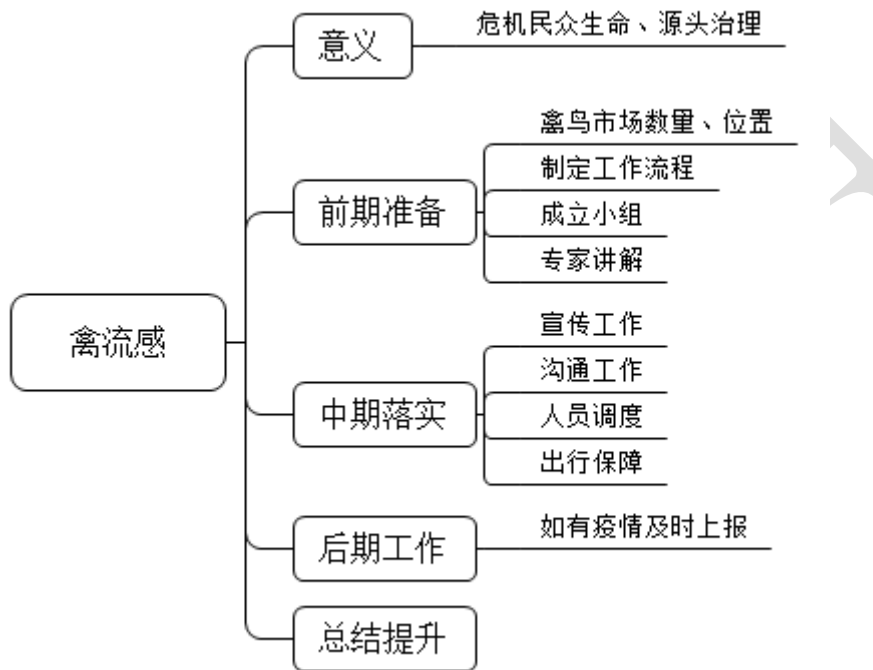 意义
危机民众生命、源头治理
前期准备
禽鸟市场数量、位置
制定工作流程
成立小组
专家讲解
禽流感
中期落实
宣传工作
沟通工作
人员调度
出行保障
后期工作
如有疫情及时上报
总结提升